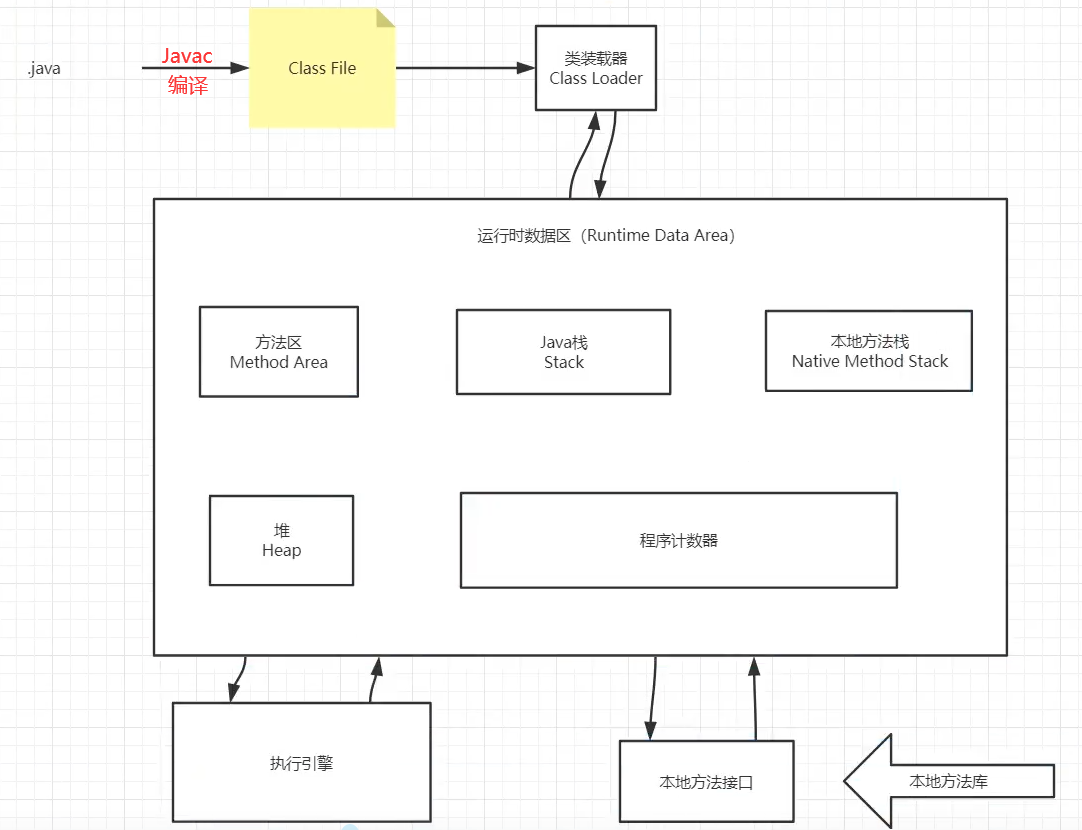 .java
Javac
编译
Class File
类装载器
Class Loader
运行时数据区（Runtime Data Area）
方法区
Method Area
Java栈
Stack
本地方法栈
Native Method Stack
堆
Heap
程序计数器
执行引擎
本地方法接口
本地方法库